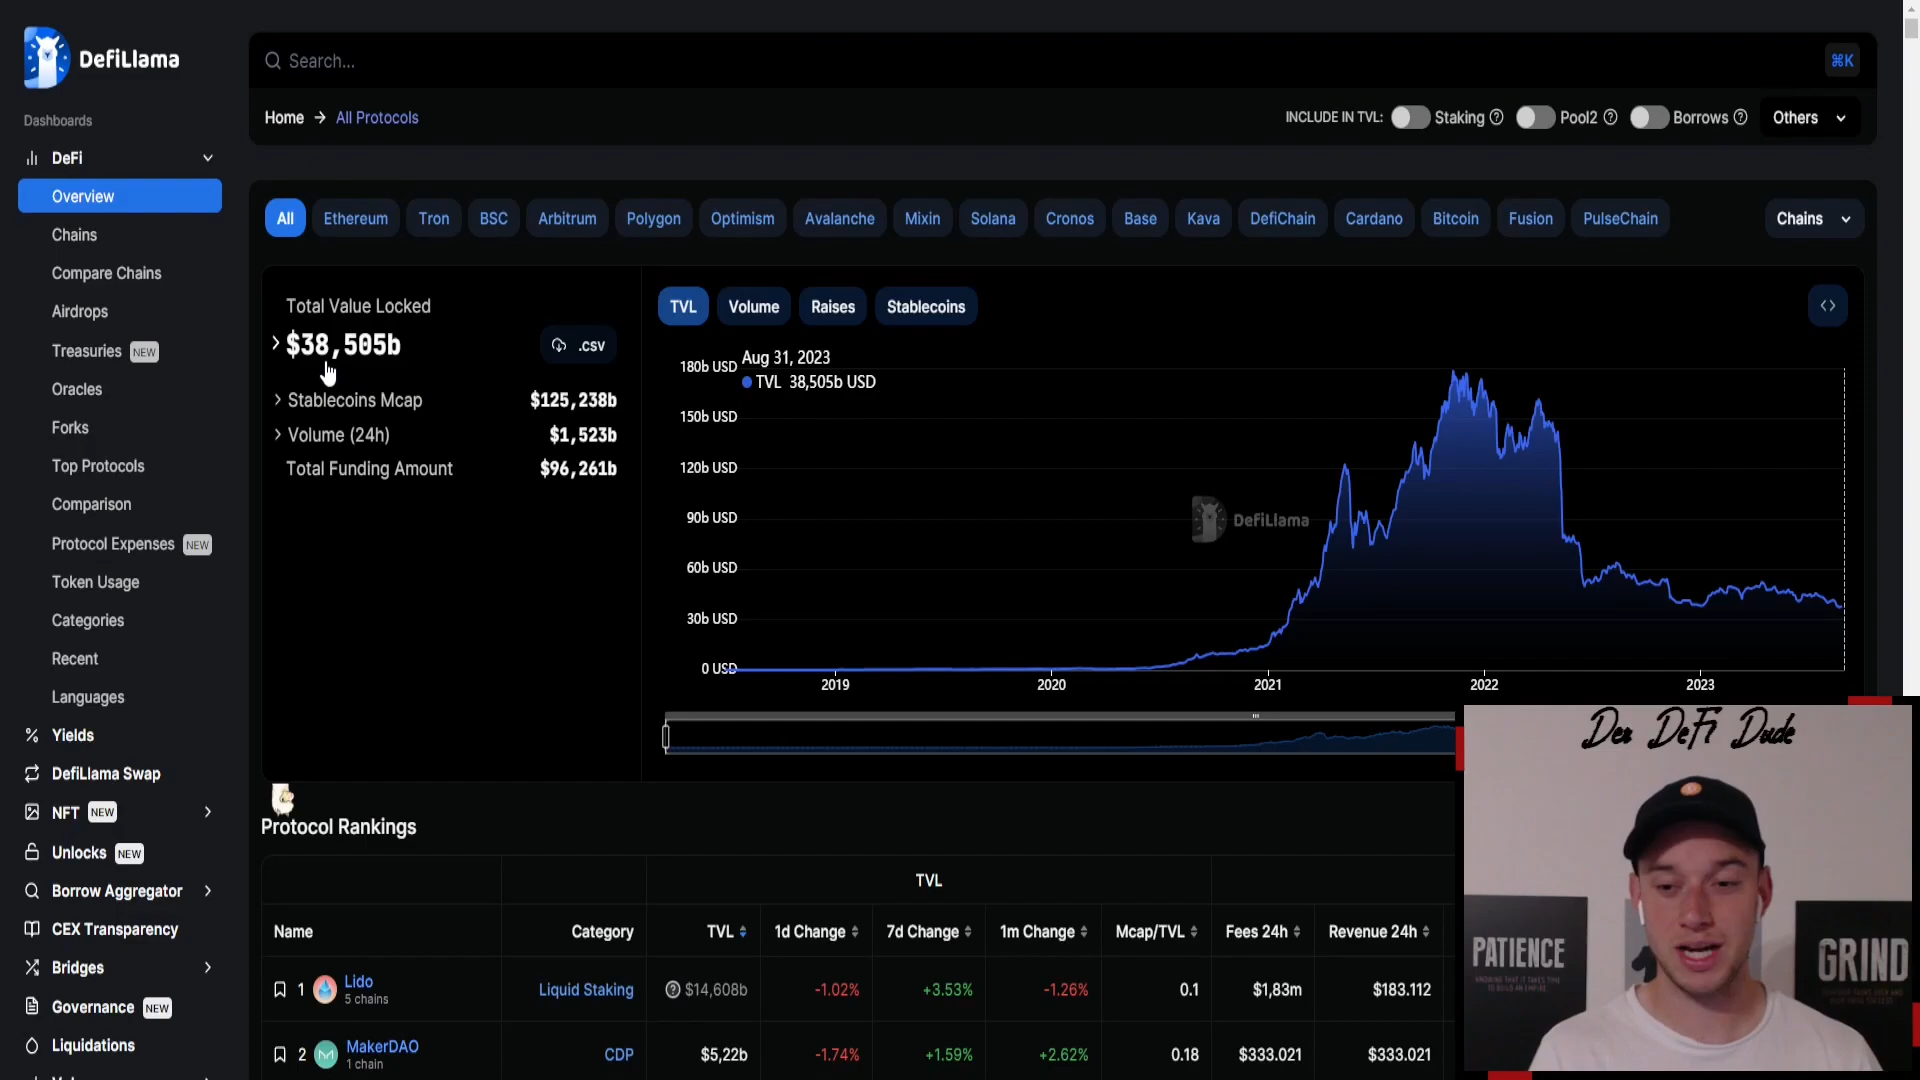 DefiLlama
Search...
⌘K
Home → All Protocols
INCLUDE IN TVL: Staking Pool2 Borrows Others
Dashboards
DeFi
Overview
Chains
Compare Chains
Airdrops
Treasuries NEW
Oracles
Forks
Top Protocols
Comparison
Protocol Expenses NEW
Token Usage
Categories
Recent
Languages
Yields
DefiLlama Swap
NFT NEW
Unlocks NEW
Borrow Aggregator
CEX Transparency
Bridges
Governance NEW
Liquidations
All Ethereum Tron BSC Arbitrum Polygon Optimism Avalanche Mixin Solana Cronos Base Kava DefiChain Cardano Bitcoin Fusion PulseChain Chains
Total Value Locked
$38,505b .csv
Stablecoins Mcap $125,238b
Volume (24h) $1,523b
Total Funding Amount $96,261b
TVL Volume Raises Stablecoins
Aug 31, 2023
TVL 38,505b USD
180b USD
150b USD
120b USD
90b USD
60b USD
30b USD
0 USD
DefiLlama
2019 2020 2021 2022 2023
Protocol Rankings
TVL
Name Category TVL 1d Change 7d Change 1m Change Mcap/TVL Fees 24h Revenue 24h
1 Lido Liquid Staking $14,608b -1.02% +3.53% -1.26% 0.1 $1,83m $183.112
5 chains
2 MakerDAO CDP $5,22b -1.74% +1.59% +2.62% 0.18 $333.021 $333.021
1 chain
Der DeFi Dude
PATIENCE
KNOWING THAT IT TAKES TIME
TO BUILD AN EMPIRE
GRIND